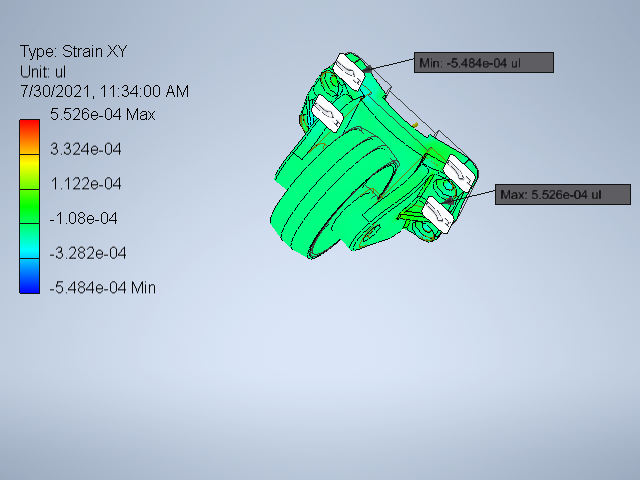 Type: Strain XY
Unit: ul
7/30/2021, 11:34:00 AM
5.526e-04 Max
3.324e-04
1.122e-04
-1.08e-04
-3.282e-04
-5.484e-04 Min
Min: -5.484e-04 ul
Max: 5.526e-04 ul